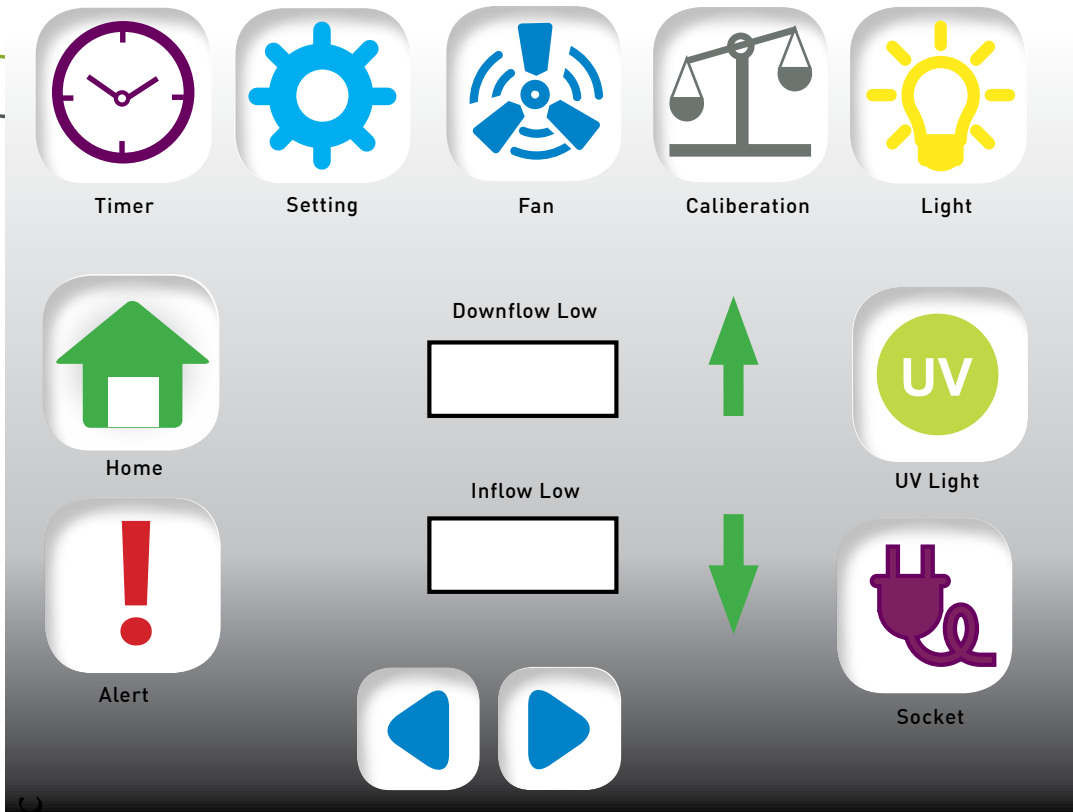 Timer
Setting
Fan
Caliberation
Light
Downflow Low
Home
UV
UV Light
Inflow Low
Alert
Socket